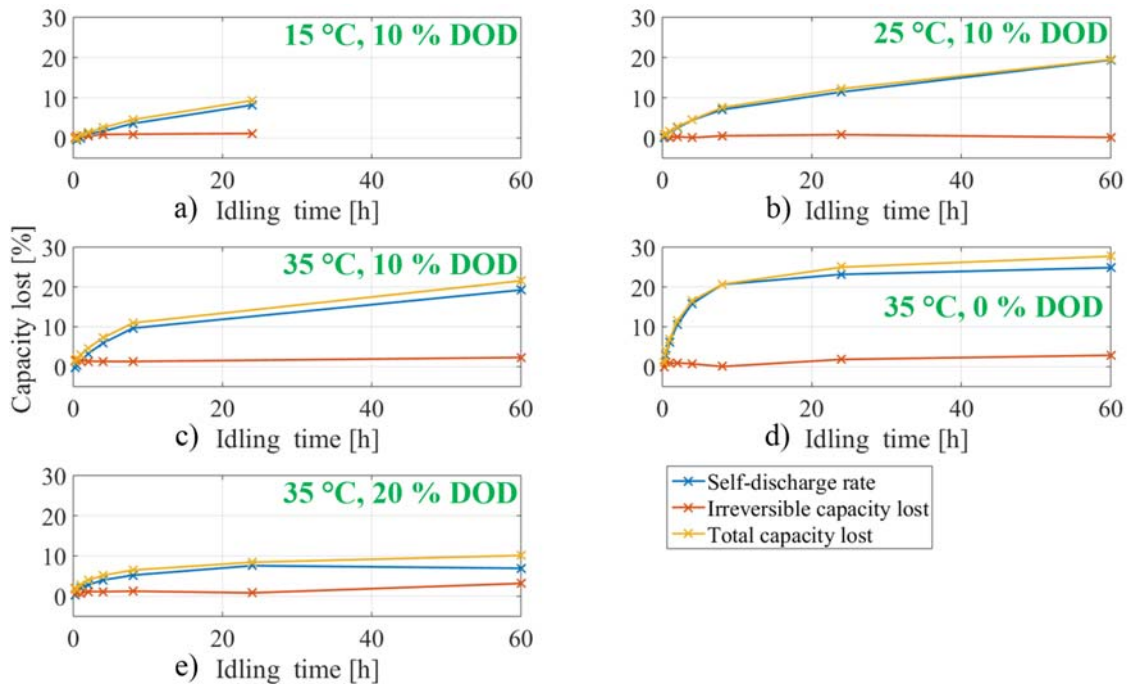 30
20
10
0
15 °C, 10 % DOD
0 20 40 60
a) Idling time [h]
30
20
10
0
25 °C, 10 % DOD
0 20 40 60
b) Idling time [h]
Capacity lost [%]
30
20
10
0
35 °C, 10 % DOD
0 20 40 60
c) Idling time [h]
30
20
10
0
35 °C, 0 % DOD
0 20 40 60
d) Idling time [h]
30
20
10
0
35 °C, 20 % DOD
0 20 40 60
e) Idling time [h]
Self-discharge rate
Irreversible capacity lost
Total capacity lost